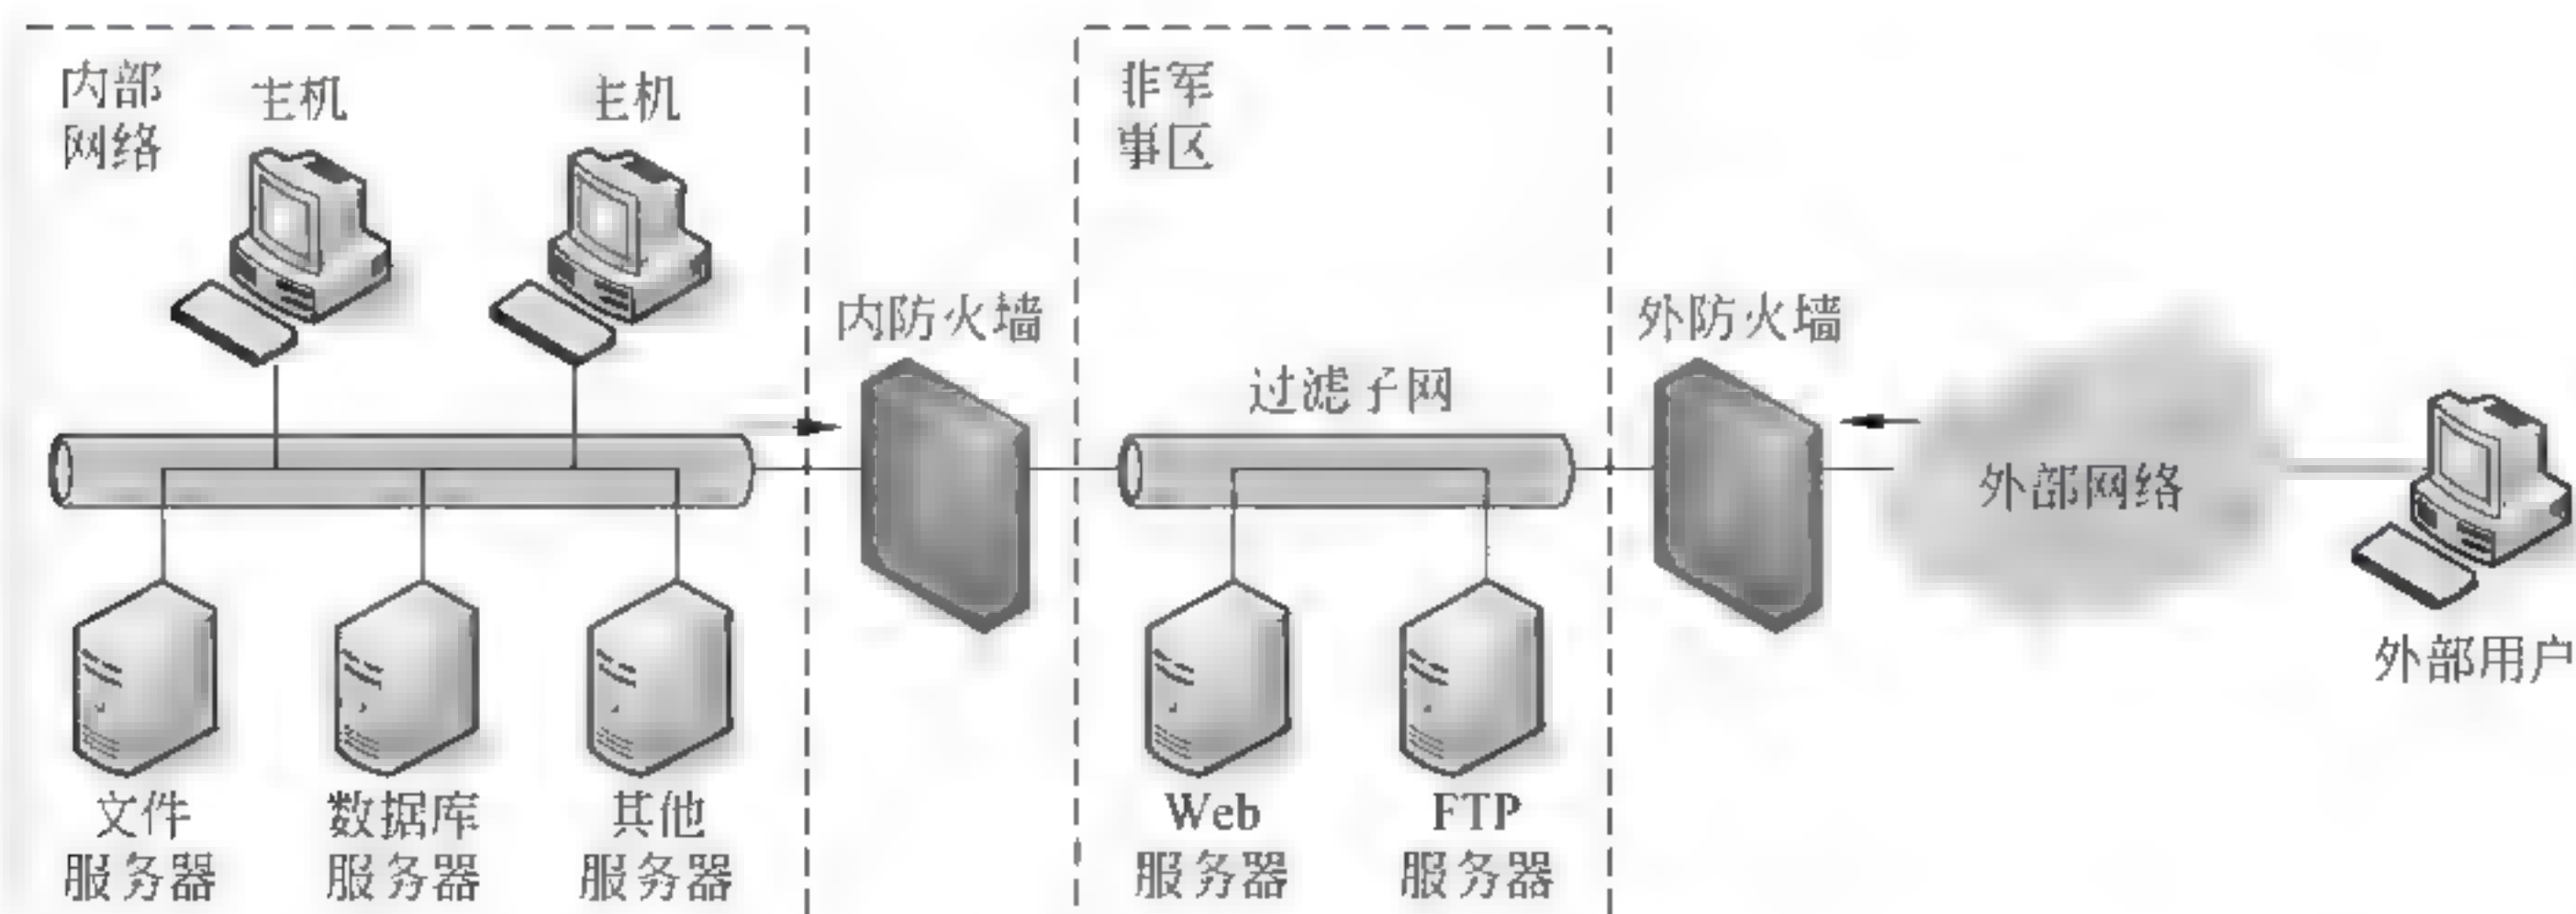 内部
网络
主机
主机
非军
事区
内防火墙
外防火墙
过滤子网
外部网络
外部用户
文件
服务器
数据库
服务器
其他
服务器
Web
服务器
FTP
服务器